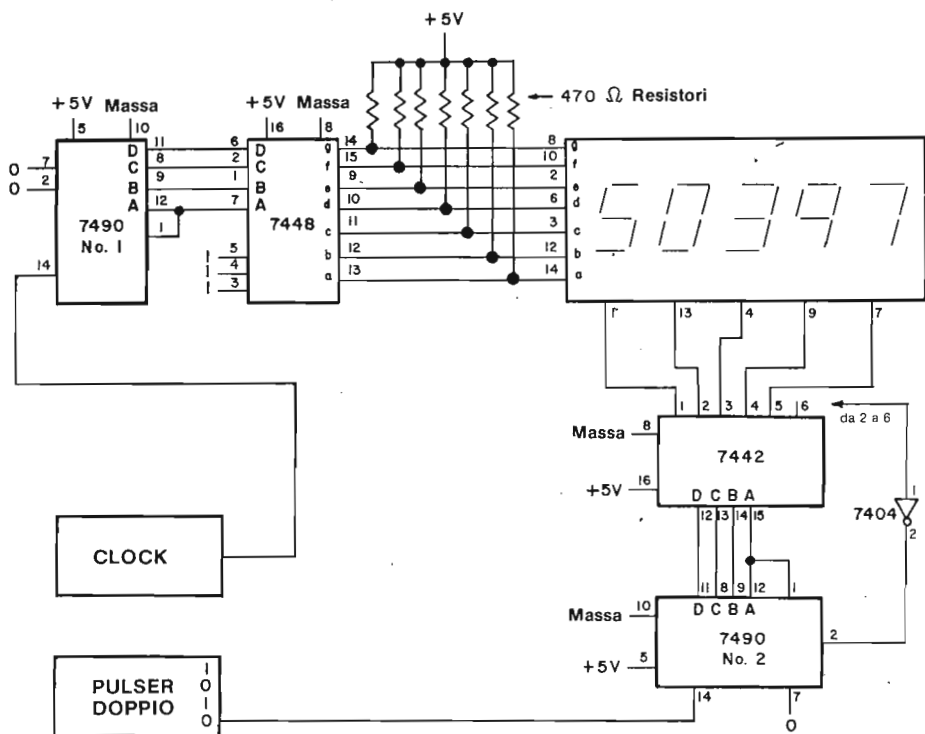 +5V
470 Ω Resistori
+5V Massa
5 10
+5V Massa
16 8
D 11 6 D g 14 8 g
C 8 2 C f 15 10 f
B 9 1 B e 9 2 e
A 12 7 A d 10 6 d
1 c 11 3 c
b 12 12 b
a 13 14 a
0 7
0 2
7490
No. 1
14
7448
1 5
1 4
1 3
50397
1 13 4 9 7
1 2 3 4 5 6
da 2 a 6
Massa 8
7442
+5V 16
D C B A
12 13 14 15
1
7404
2
CLOCK
11 8 9 12 1
D C B A
Massa 10
7490
No. 2
2
+5V 5
14 7
0
PULSER
DOPPIO
1
0
1
0